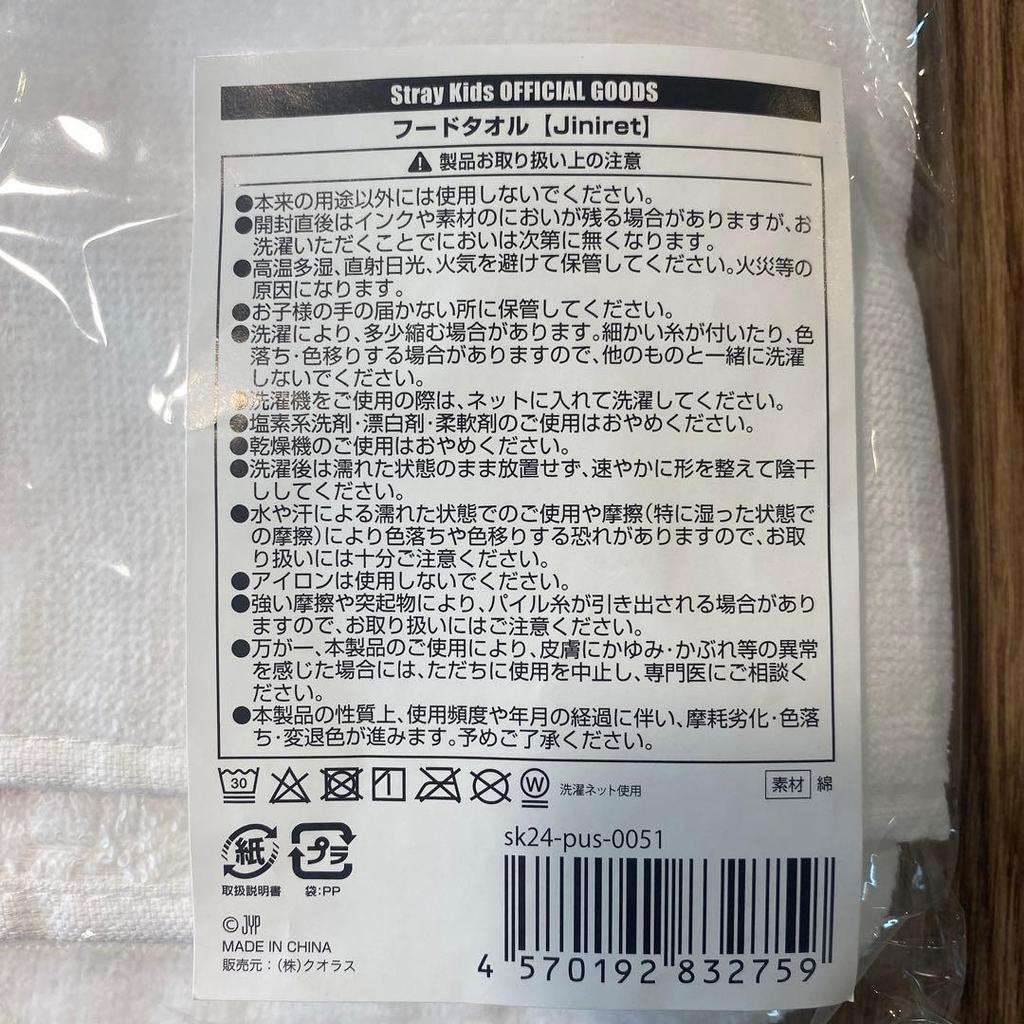 Stray Kids OFFICIAL GOODS
フードタオル【Jiniret】
製品お取り扱い上の注意
●本来の用途以外には使用しないでください。
●開封直後はインクや素材のにおいが残る場合がありますが、お
洗濯いただくことでにおいは次第に無くなります。
●高温多湿、直射日光、火気を避けて保管してください。火災等の
原因になります。
●お子様の手の届かない所に保管してください。
●洗濯により、多少縮む場合があります。細かい糸が付いたり、色
落ち・色移りする場合がありますので、他のものと一緒に洗濯
しないでください。
●洗濯機をご使用の際は、ネットに入れて洗濯してください。
●塩素系洗剤・漂白剤・柔軟剤のご使用はおやめください。
●乾燥機のご使用はおやめください。
●洗濯後は濡れた状態のまま放置せず、速やかに形を整えて陰干
ししてください。
●水や汗による濡れた状態でのご使用や摩擦(特に湿った状態で
の摩擦)により色落ちや色移りする恐れがありますので、お取
り扱いには十分ご注意ください。
●アイロンは使用しないでください。
●強い摩擦や突起物により、パイル糸が引き出される場合があり
ますので、お取り扱いにはご注意ください。
●万が一、本製品のご使用により、皮膚にかゆみ・かぶれ等の異常
を感じた場合には、ただちに使用を中止し、専門医にご相談く
ださい。
●本製品の性質上、使用頻度や年月の経過に伴い、摩耗劣化・色落
ち・変退色が進みます。予めご了承ください。
30 W 洗濯ネット使用 素材 綿
紙 プラ
取扱説明書 袋:PP
sk24-pus-0051
©JYP
MADE IN CHINA
販売元:(株)クオラス
4 570192 832759